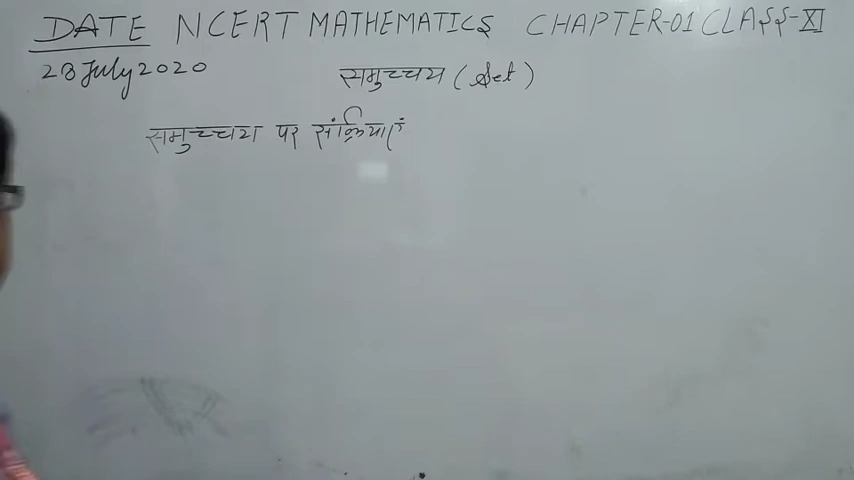 DATE NCERT MATHEMATICS CHAPTER-01 CLASS-XI
28 July 2020 समुच्चय (Set)
समुच्चयों पर संक्रियाएं